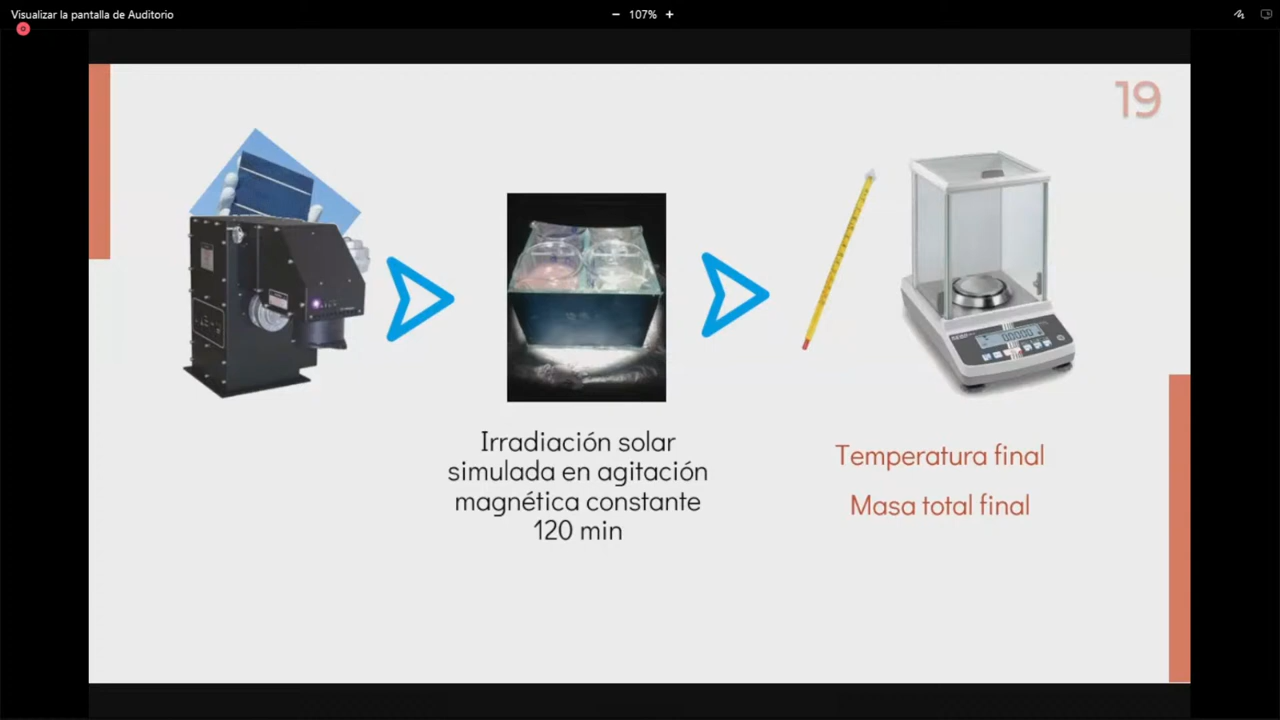 Visualizar la pantalla de Auditorio
107%
19
Irradiación solar
simulada en agitación
magnética constante
120 min
Temperatura final
Masa total final